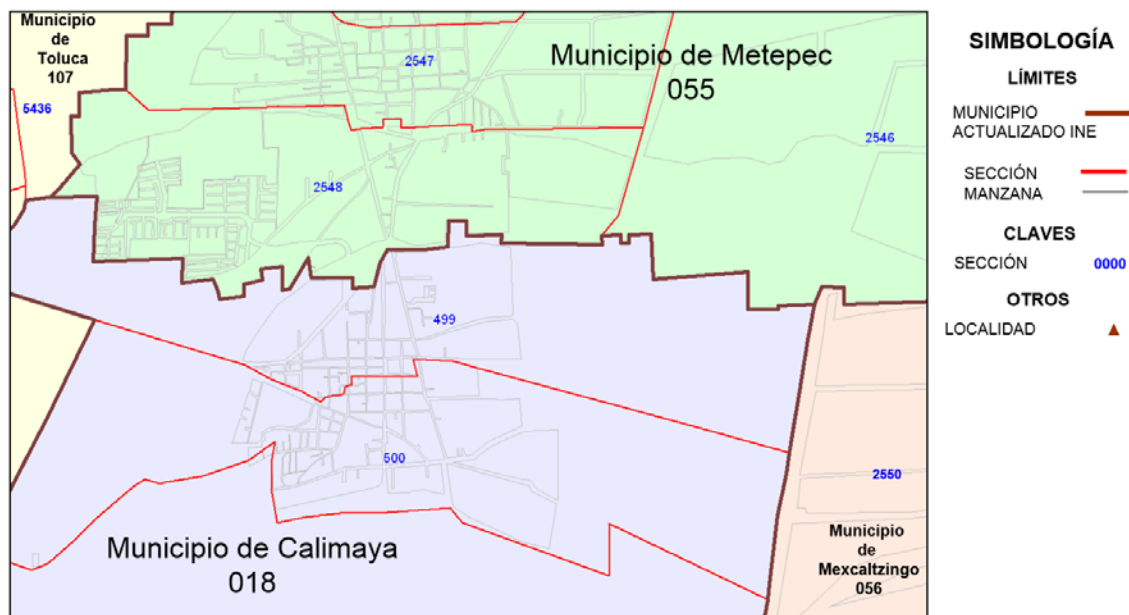 Municipio
de
Toluca
107
5436
2547
Municipio de Metepec
055
2546
2548
499
500
2550
Municipio de Calimaya
018
Municipio
de
Mexcaltzingo
056
SIMBOLOGÍA
LÍMITES
MUNICIPIO
ACTUALIZADO INE
SECCIÓN
MANZANA
CLAVES
SECCIÓN 0000
OTROS
LOCALIDAD